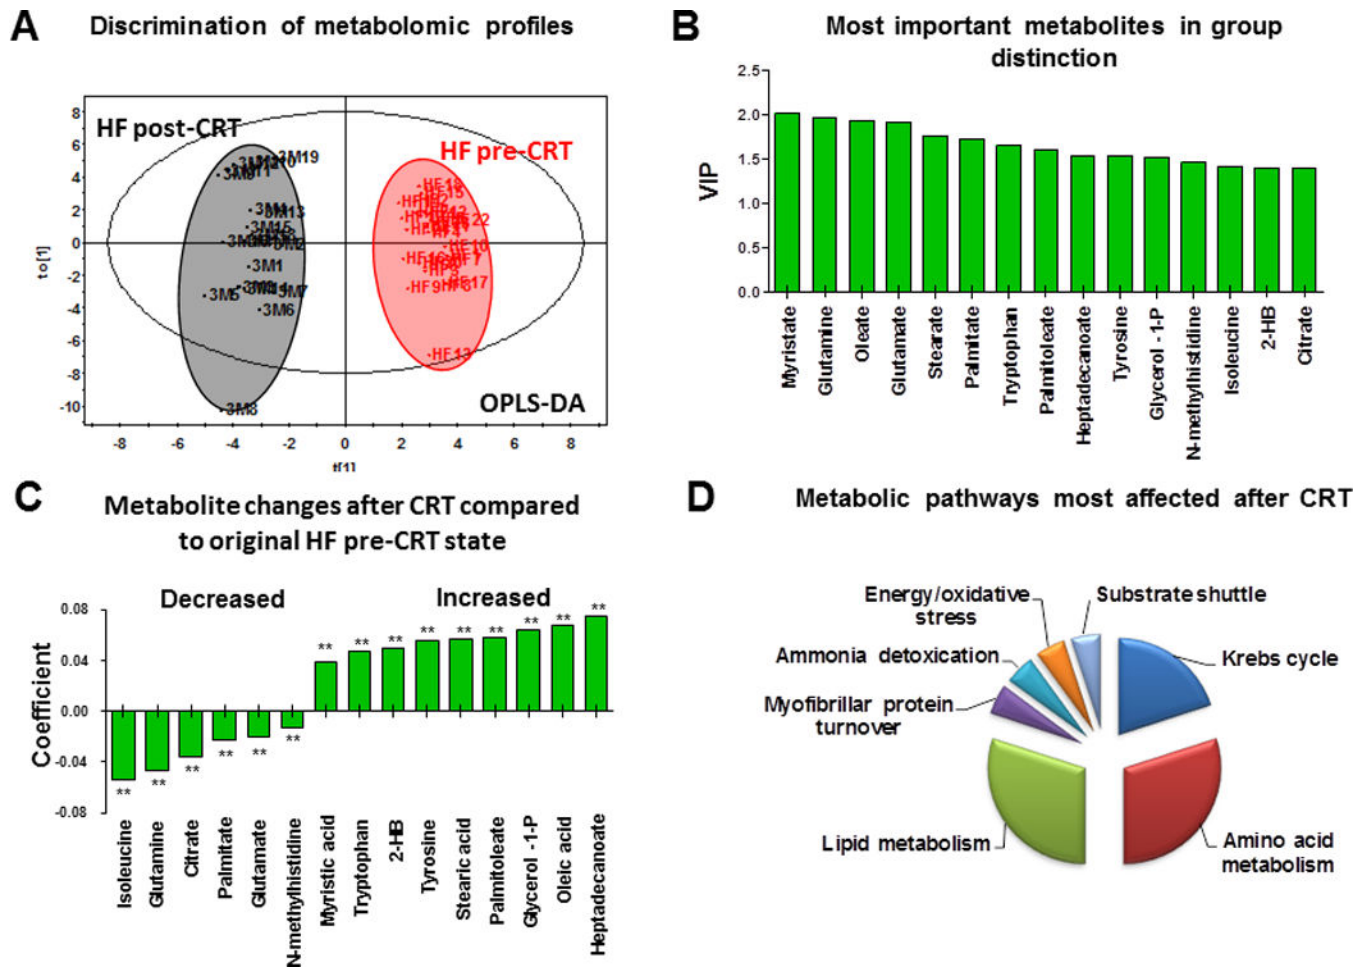 A
Discrimination of metabolomic profiles
HF post-CRT
HF pre-CRT
OPLS-DA
to[1]
8
6
4
2
0
-2
-4
-6
-8
-10
-8
-6
-4
-2
0
2
4
6
8
t[1]
3M19
3M13
3M15
3M2
3M1
3M5
3M7
3M6
3M8
HF10
HF17
HF9
HF13
B
Most important metabolites in group
distinction
VIP
2.5
2.0
1.5
1.0
0.5
0.0
Myristate
Glutamine
Oleate
Glutamate
Stearate
Palmitate
Tryptophan
Palmitoleate
Heptadecanoate
Tyrosine
Glycerol -1-P
N-methylhistidine
Isoleucine
2-HB
Citrate
C
Metabolite changes after CRT compared
to original HF pre-CRT state
Decreased
Increased
Coefficient
0.08
0.04
0.00
-0.04
-0.08
** ** ** ** ** ** ** ** ** ** ** ** ** ** **
Isoleucine
Glutamine
Citrate
Palmitate
Glutamate
N-methylhistidine
Myristic acid
Tryptophan
2-HB
Tyrosine
Stearic acid
Palmitoleate
Glycerol -1-P
Oleic acid
Heptadecanoate
D
Metabolic pathways most affected after CRT
Energy/oxidative
stress
Substrate shuttle
Ammonia detoxication
Krebs cycle
Myofibrillar protein
turnover
Lipid metabolism
Amino acid
metabolism